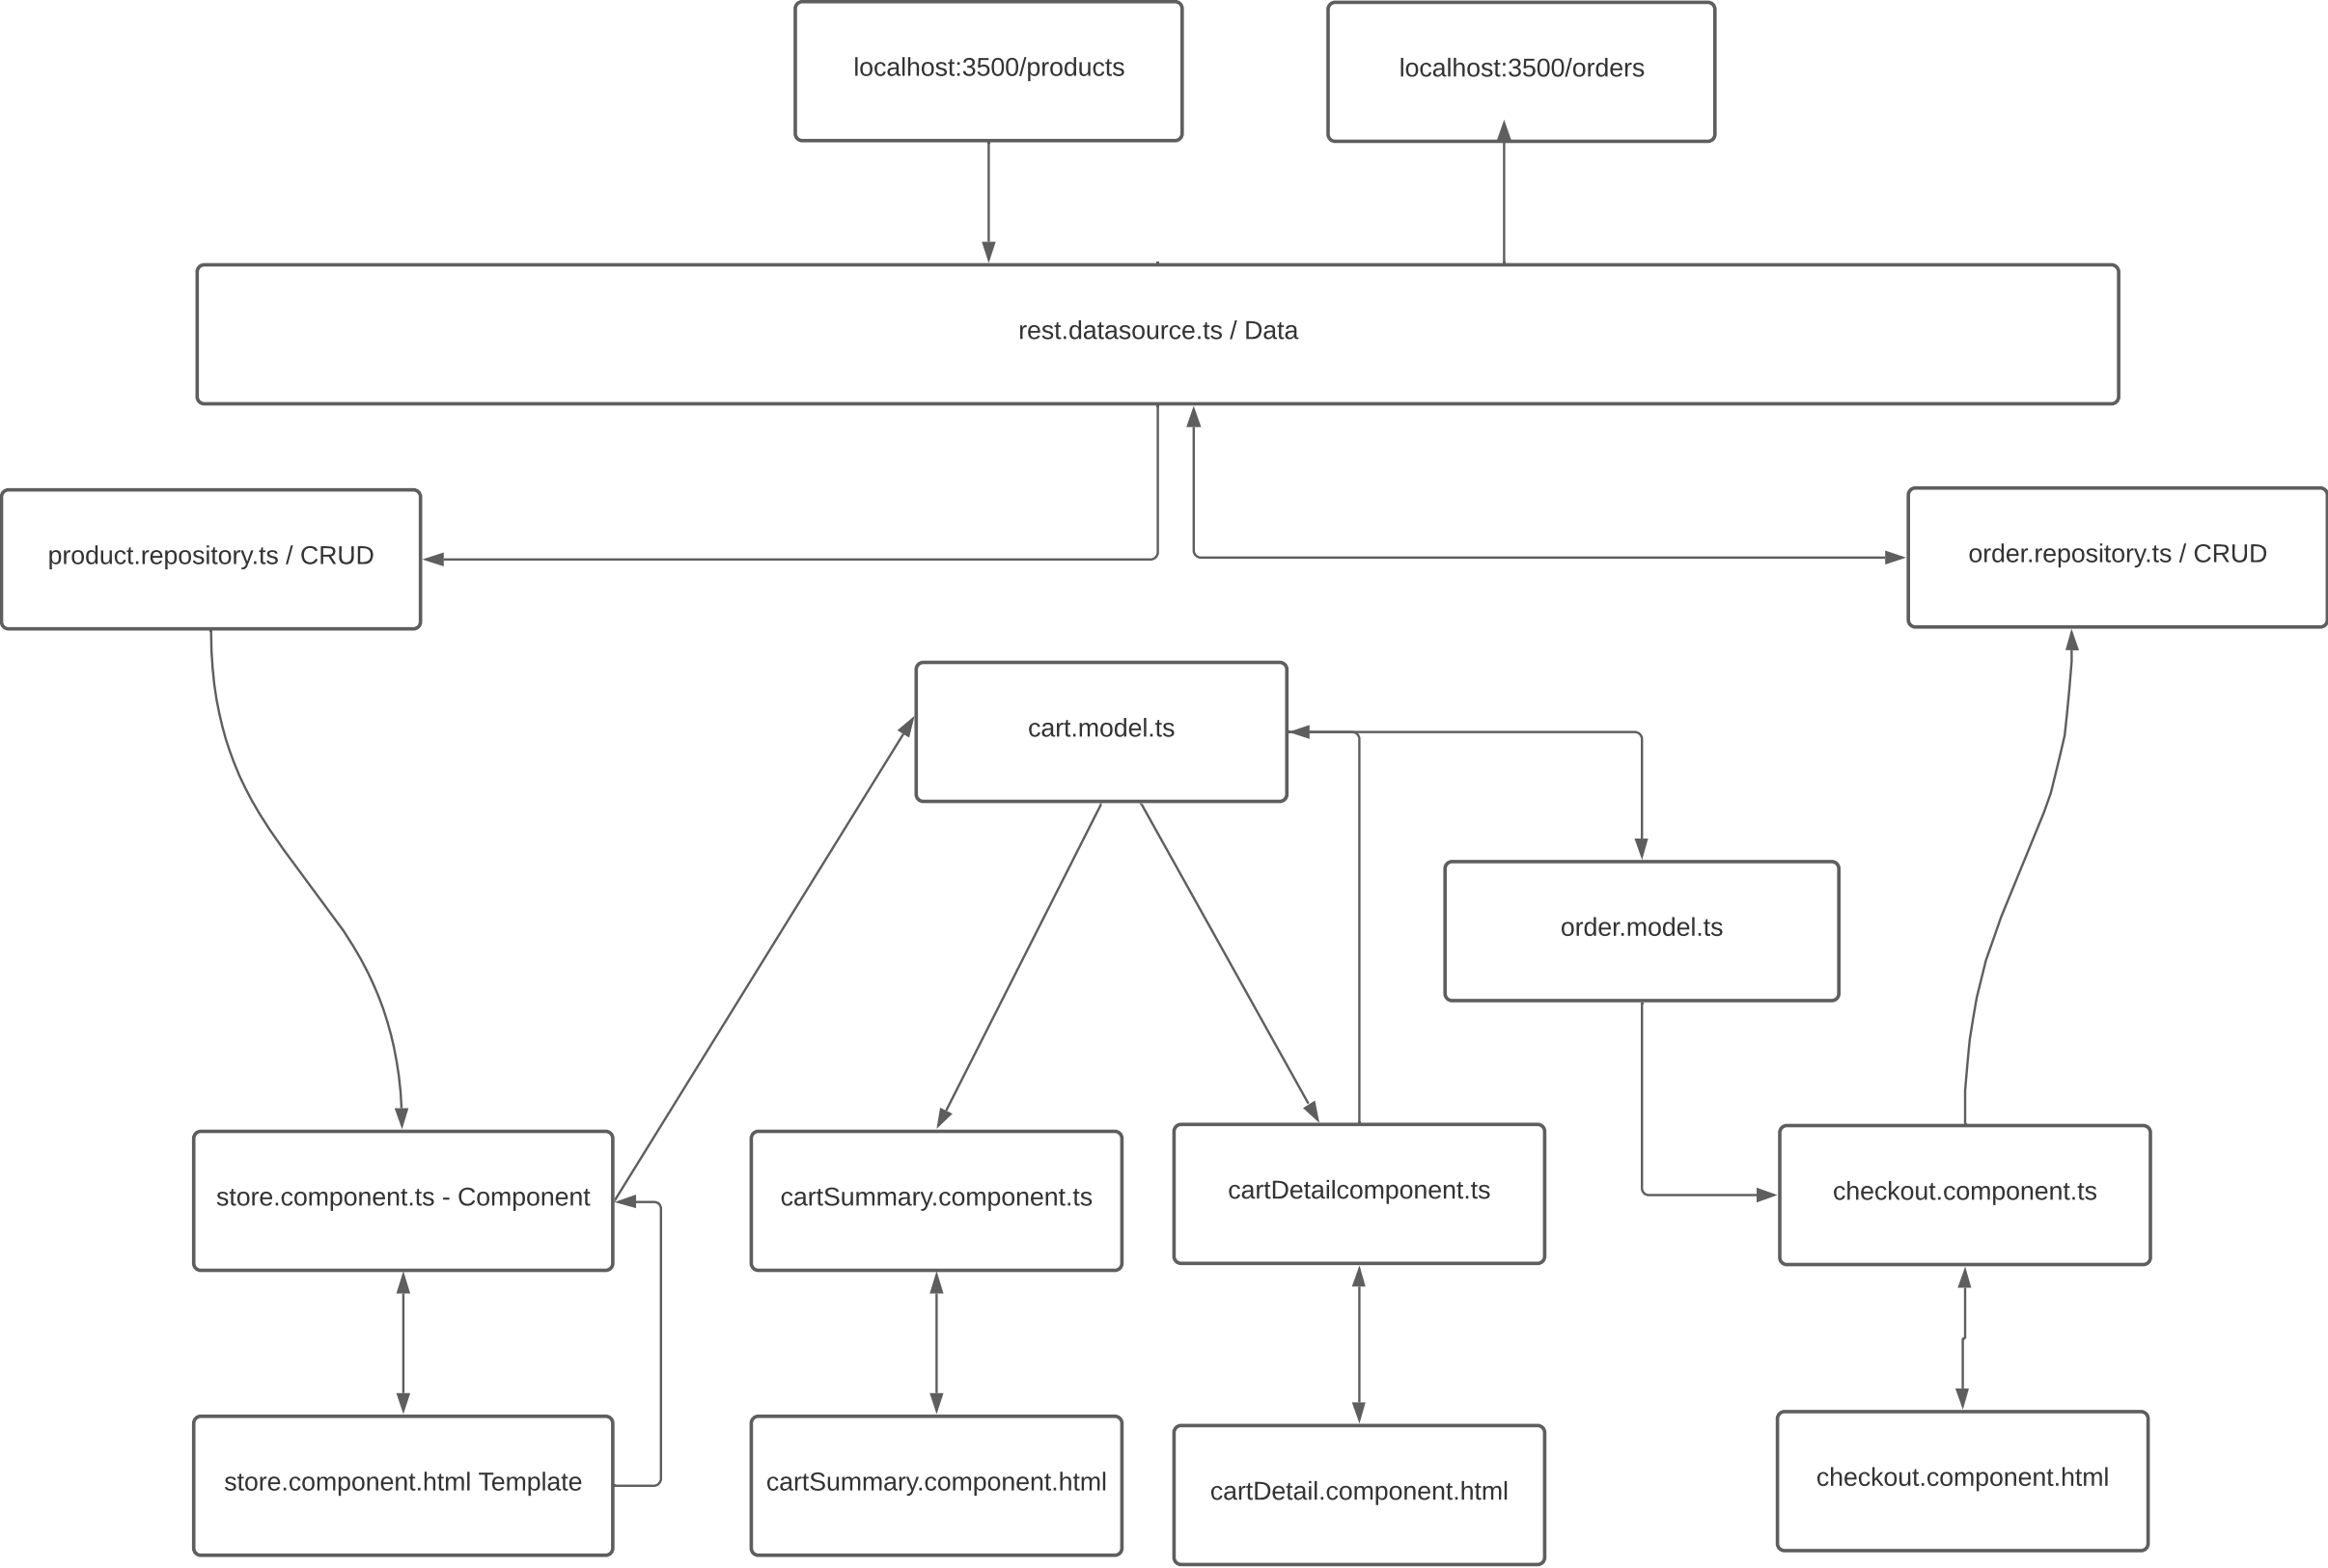 localhost:3500/products
localhost:3500/orders
rest.datasource.ts / Data
product.repository.ts / CRUD
order.repository.ts / CRUD
cart.model.ts
order.model.ts
store.component.ts - Component
cartSummary.component.ts
cartDetailcomponent.ts
checkout.component.ts
store.component.html Template
cartSummary.component.html
cartDetail.component.html
checkout.component.html